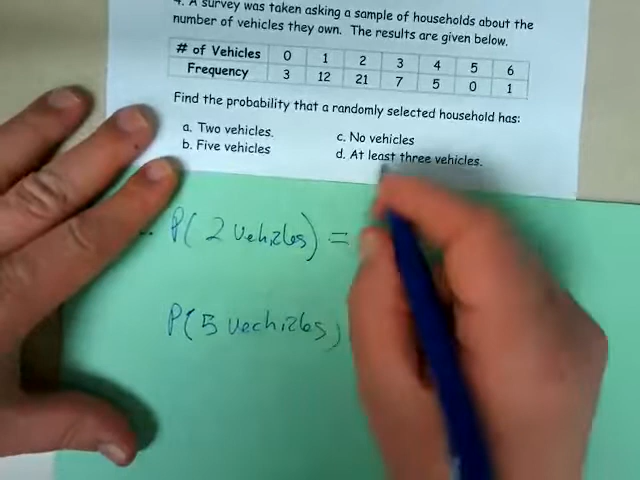 4. A survey was taken asking a sample of households about the
number of vehicles they own. The results are given below.
# of Vehicles 0 1 2 3 4 5 6
Frequency 3 12 21 7 5 0 1
Find the probability that a randomly selected household has:
a. Two vehicles. c. No vehicles
b. Five vehicles d. At least three vehicles.
P( 2 vehicles) =
P(5 vechicles)